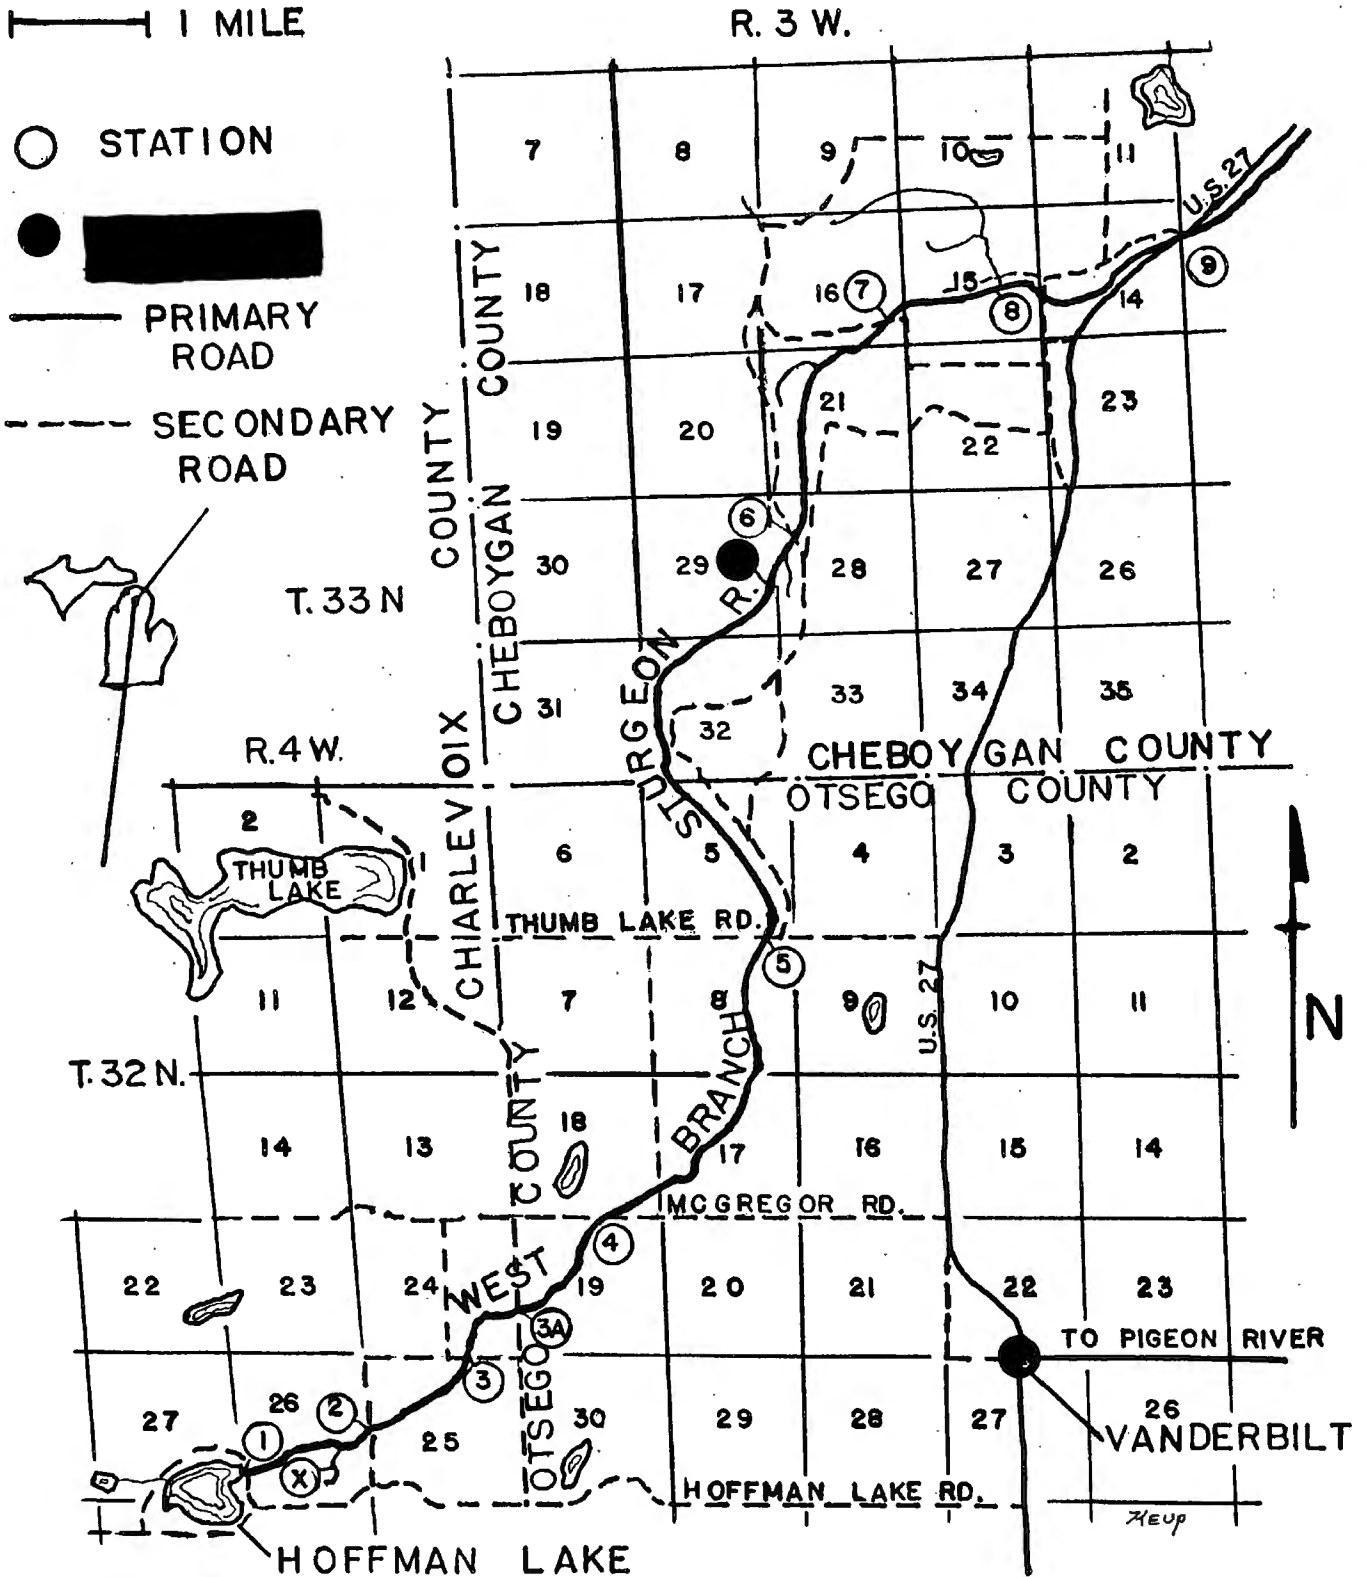 1 MILE
R. 3 W.
STATION
PRIMARY
ROAD
SECONDARY
ROAD
7 8 9 10 11
U.S. 27
18 17 16 7 15 8 14 9
19 20 21 22 23
6
30 29 28 27 26
T. 33 N
COUNTY
CHEBOYGAN COUNTY
STURGEON R.
31 32 33 34 35
R. 4 W.
CHEBOYGAN COUNTY
OTSEGO COUNTY
CHIARLEVOIX
2
THUMB
LAKE
1 6 5 4 3 2
THUMB LAKE RD.
5
11 12 7 8 9 10 11
U.S. 27
N
T. 32 N.
COUNTY
BRANCH
14 13 18 17 16 15 14
MCGREGOR RD.
4
22 23 24 WEST 19 20 21 22 23
3A
TO PIGEON RIVER
3
OTSEGO
27 26 2 25 30 29 28 27 26
1
X
VANDERBILT
HOFFMAN LAKE RD.
KEUP
HOFFMAN LAKE